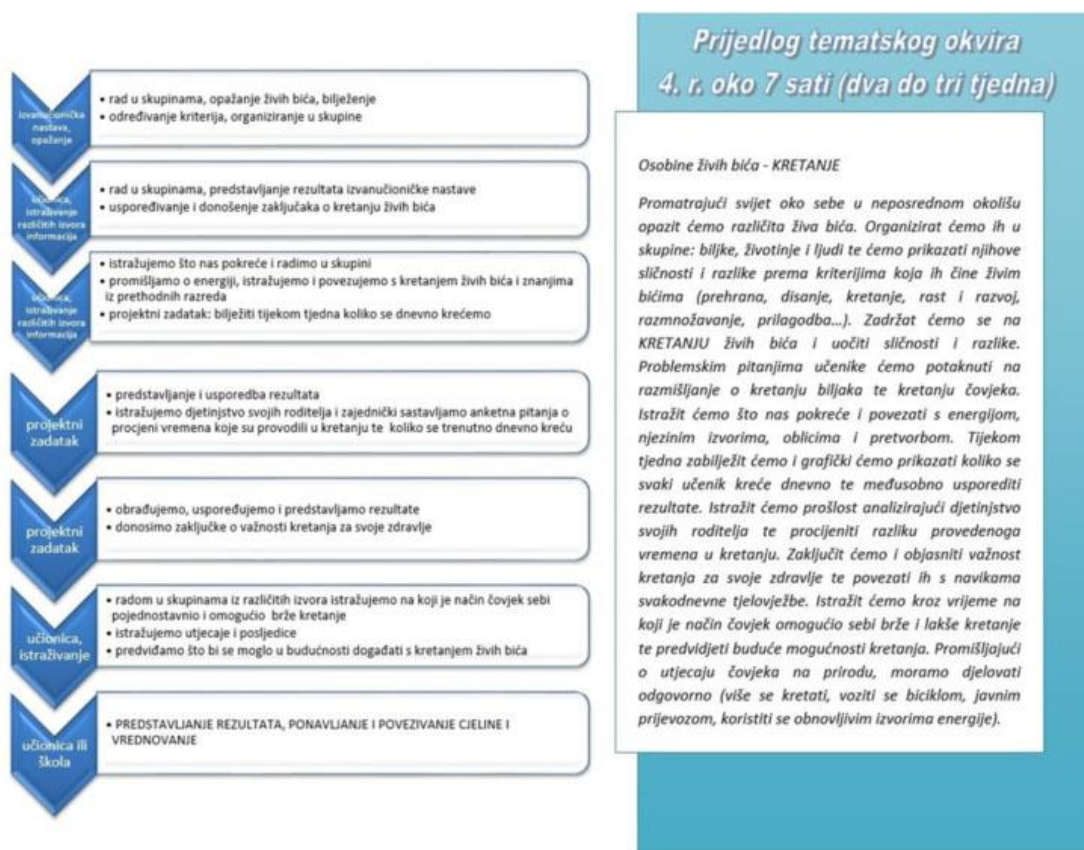 izvanučionička
nastava,
opažanje
• rad u skupinama, opažanje živih bića, bilježenje
• određivanje kriterija, organiziranje u skupine
učionica,
istraživanje
različitih izvora
informacija
• rad u skupinama, predstavljanje rezultata izvanučioničke nastave
• uspoređivanje i donošenje zaključaka o kretanju živih bića
učionica,
istraživanje
različitih izvora
informacija
• istražujemo što nas pokreće i radimo u skupini
• promišljamo o energiji, istražujemo i povezujemo s kretanjem živih bića i znanjima
iz prethodnih razreda
• projektni zadatak: bilježiti tijekom tjedna koliko se dnevno krećemo
projektni
zadatak
• predstavljanje i usporedba rezultata
• istražujemo djetinjstvo svojih roditelja i zajednički sastavljamo anketna pitanja o
procjeni vremena koje su provodili u kretanju te koliko se trenutno dnevno kreću
projektni
zadatak
• obrađujemo, uspoređujemo i predstavljamo rezultate
• donosimo zaključke o važnosti kretanja za svoje zdravlje
učionica,
istraživanje
• radom u skupinama iz različitih izvora istražujemo na koji je način čovjek sebi
pojednostavnio i omogućio brže kretanje
• istražujemo utjecaje i posljedice
• predviđamo što bi se moglo u budućnosti događati s kretanjem živih bića
učionica ili
škola
• PREDSTAVLJANJE REZULTATA, PONAVLJANJE I POVEZIVANJE CJELINE I
VREDNOVANJE
Prijedlog tematskog okvira
4. r. oko 7 sati (dva do tri tjedna)
Osobine živih bića - KRETANJE
Promatrajući svijet oko sebe u neposrednom okolišu
opazit ćemo različita živa bića. Organizirat ćemo ih u
skupine: biljke, životinje i ljudi te ćemo prikazati njihove
sličnosti i razlike prema kriterijima koja ih čine živim
bićima (prehrana, disanje, kretanje, rast i razvoj,
razmnožavanje, prilagodba...). Zadržat ćemo se na
KRETANJU živih bića i uočiti sličnosti i razlike.
Problemskim pitanjima učenike ćemo potaknuti na
razmišljanje o kretanju biljaka te kretanju čovjeka.
Istražit ćemo što nas pokreće i povezati s energijom,
njezinim izvorima, oblicima i pretvorbom. Tijekom
tjedna zabilježit ćemo i grafički ćemo prikazati koliko se
svaki učenik kreće dnevno te međusobno usporediti
rezultate. Istražit ćemo prošlost analizirajući djetinjstvo
svojih roditelja te procijeniti razliku provedenoga
vremena u kretanju. Zaključit ćemo i objasniti važnost
kretanja za svoje zdravlje te povezati ih s navikama
svakodnevne tjelovježbe. Istražit ćemo kroz vrijeme na
koji je način čovjek omogućio sebi brže i lakše kretanje
te predvidjeti buduće mogućnosti kretanja. Promišljajući
o utjecaju čovjeka na prirodu, moramo djelovati
odgovorno (više se kretati, voziti se biciklom, javnim
prijevozom, koristiti se obnovljivim izvorima energije).